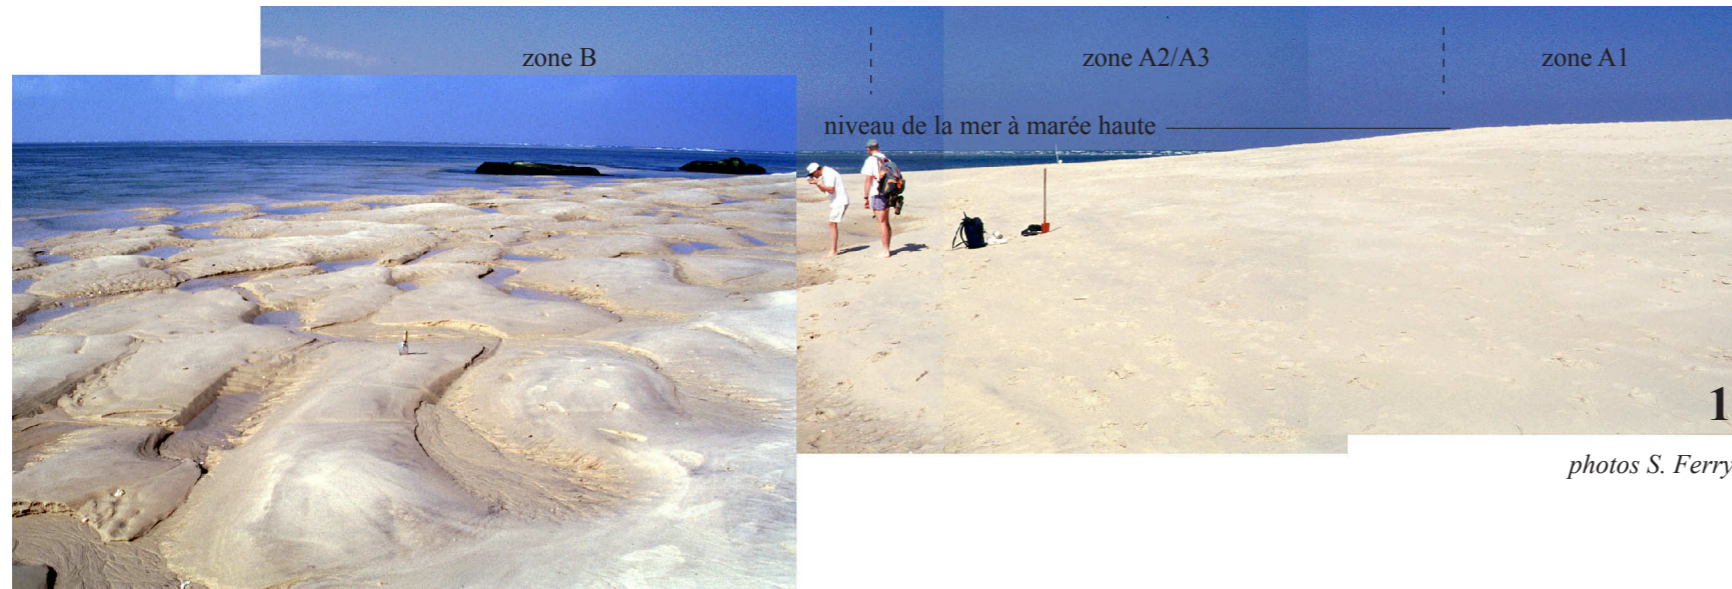 zone B
zone A2/A3
zone A1
niveau de la mer à marée haute
1
photos S. Ferry